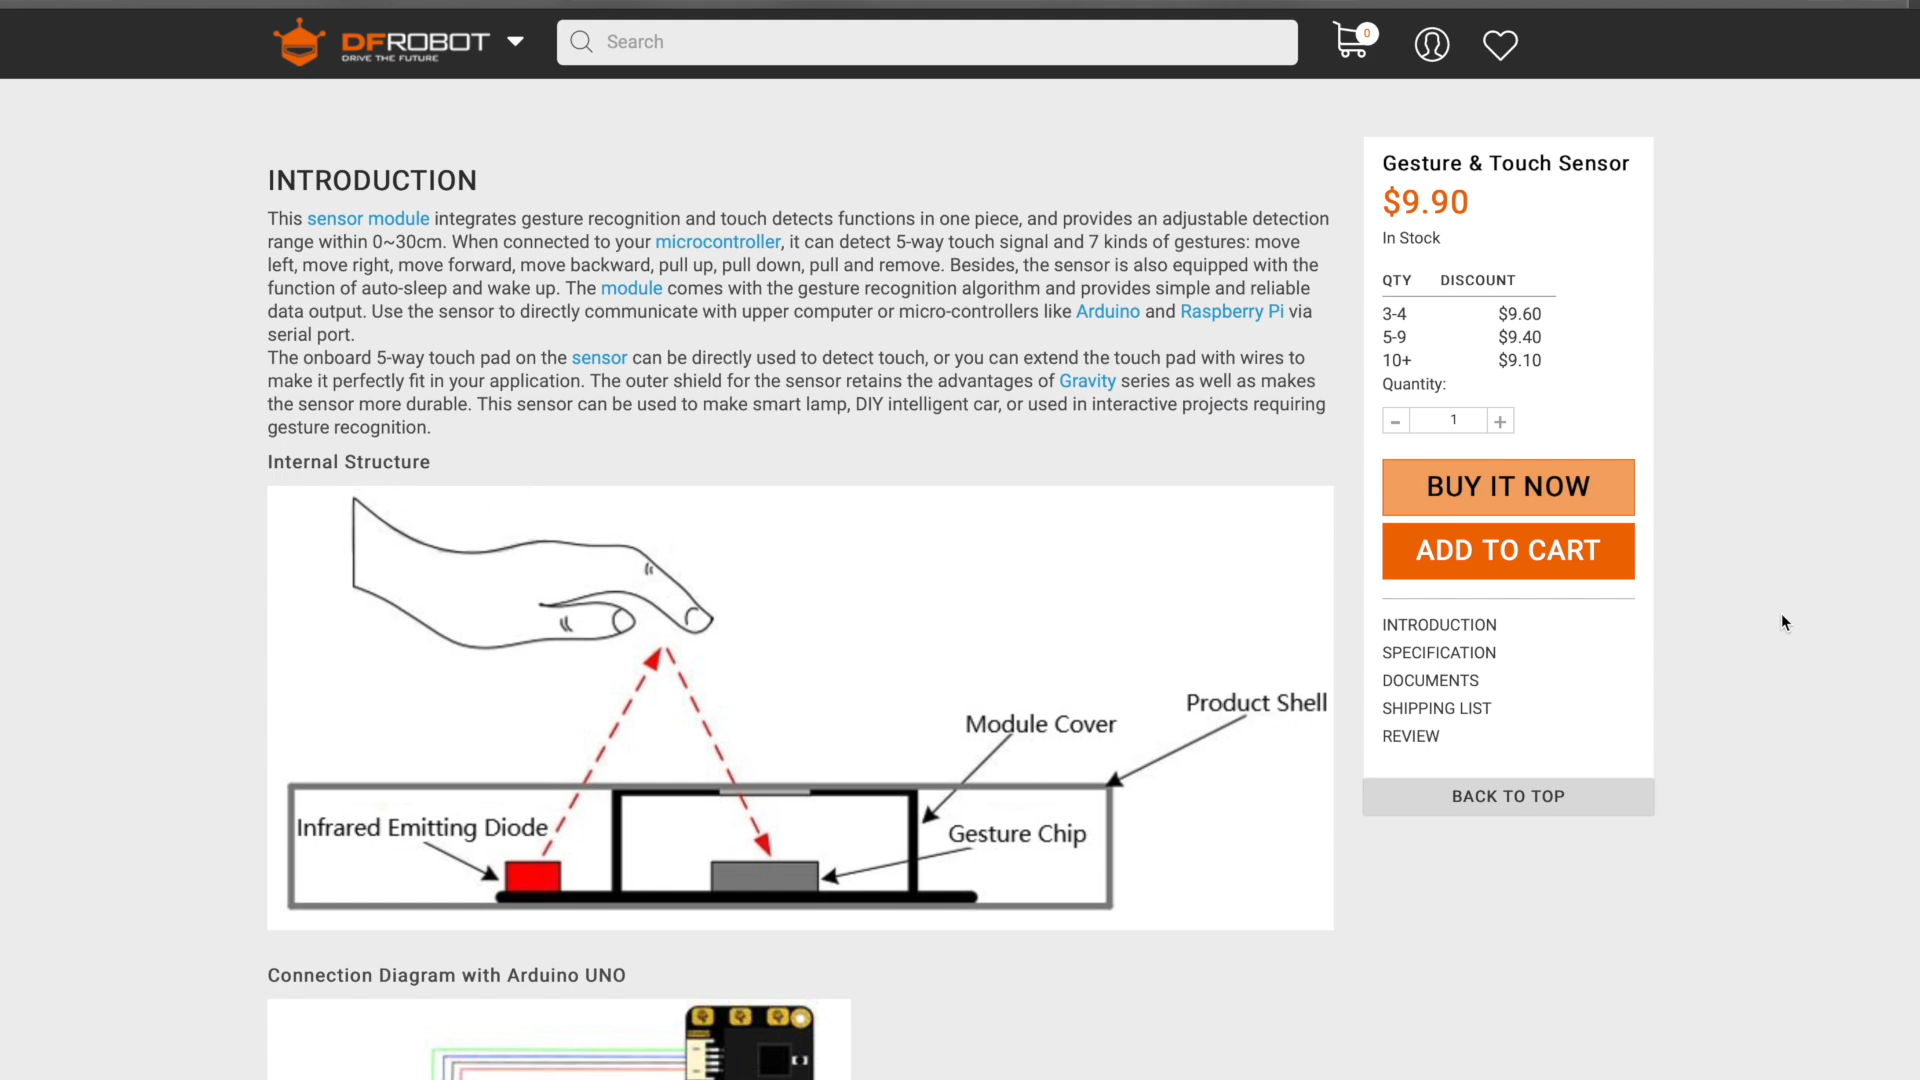 DFROBOT
DRIVE THE FUTURE
Search
0
INTRODUCTION
This sensor module integrates gesture recognition and touch detects functions in one piece, and provides an adjustable detection
range within 0~30cm. When connected to your microcontroller, it can detect 5-way touch signal and 7 kinds of gestures: move
left, move right, move forward, move backward, pull up, pull down, pull and remove. Besides, the sensor is also equipped with the
function of auto-sleep and wake up. The module comes with the gesture recognition algorithm and provides simple and reliable
data output. Use the sensor to directly communicate with upper computer or micro-controllers like Arduino and Raspberry Pi via
serial port.
The onboard 5-way touch pad on the sensor can be directly used to detect touch, or you can extend the touch pad with wires to
make it perfectly fit in your application. The outer shield for the sensor retains the advantages of Gravity series as well as makes
the sensor more durable. This sensor can be used to make smart lamp, DIY intelligent car, or used in interactive projects requiring
gesture recognition.
Internal Structure
Product Shell
Module Cover
Infrared Emitting Diode
Gesture Chip
Connection Diagram with Arduino UNO
Gesture & Touch Sensor
$9.90
In Stock
QTY DISCOUNT
3-4 $9.60
5-9 $9.40
10+ $9.10
Quantity:
- 1 +
BUY IT NOW
ADD TO CART
INTRODUCTION
SPECIFICATION
DOCUMENTS
SHIPPING LIST
REVIEW
BACK TO TOP